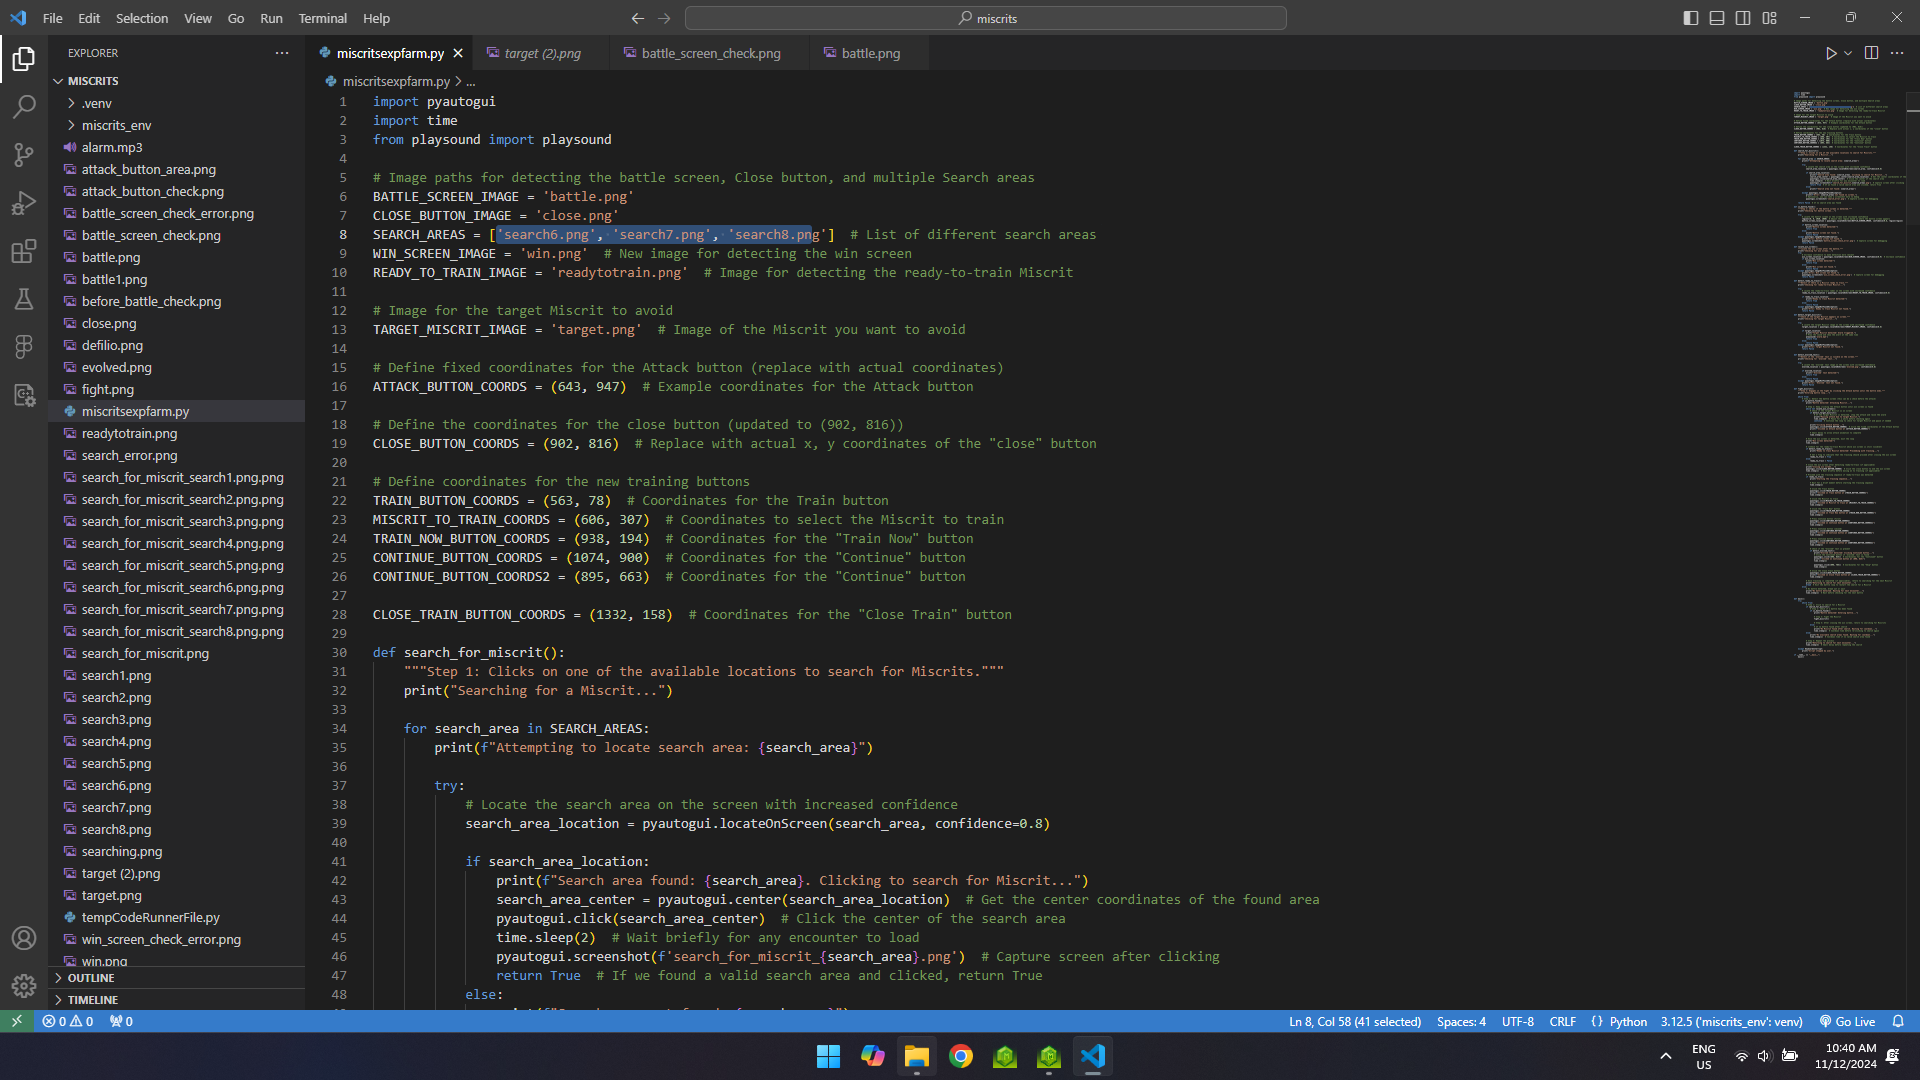 File Edit Selection View Go Run Terminal Help
miscrits
EXPLORER
MISCRITS
.venv
miscrits_env
alarm.mp3
attack_button_area.png
attack_button_check.png
battle_screen_check_error.png
battle_screen_check.png
battle.png
battle1.png
before_battle_check.png
close.png
defilio.png
evolved.png
fight.png
miscritsexpfarm.py
readytotrain.png
search_error.png
search_for_miscrit_search1.png.png
search_for_miscrit_search2.png.png
search_for_miscrit_search3.png.png
search_for_miscrit_search4.png.png
search_for_miscrit_search5.png.png
search_for_miscrit_search6.png.png
search_for_miscrit_search7.png.png
search_for_miscrit_search8.png.png
search_for_miscrit.png
search1.png
search2.png
search3.png
search4.png
search5.png
search6.png
search7.png
search8.png
searching.png
target (2).png
target.png
tempCodeRunnerFile.py
win_screen_check_error.png
win.png
OUTLINE
TIMELINE
miscritsexpfarm.py target (2).png battle_screen_check.png battle.png
miscritsexpfarm.py > ...
1 import pyautogui
2 import time
3 from playsound import playsound
4
5 # Image paths for detecting the battle screen, Close button, and multiple Search areas
6 BATTLE_SCREEN_IMAGE = 'battle.png'
7 CLOSE_BUTTON_IMAGE = 'close.png'
8 SEARCH_AREAS = ['search6.png', 'search7.png', 'search8.png'] # List of different search areas
9 WIN_SCREEN_IMAGE = 'win.png' # New image for detecting the win screen
10 READY_TO_TRAIN_IMAGE = 'readytotrain.png' # Image for detecting the ready-to-train Miscrit
11
12 # Image for the target Miscrit to avoid
13 TARGET_MISCRIT_IMAGE = 'target.png' # Image of the Miscrit you want to avoid
14
15 # Define fixed coordinates for the Attack button (replace with actual coordinates)
16 ATTACK_BUTTON_COORDS = (643, 947) # Example coordinates for the Attack button
17
18 # Define the coordinates for the close button (updated to (902, 816))
19 CLOSE_BUTTON_COORDS = (902, 816) # Replace with actual x, y coordinates of the "close" button
20
21 # Define coordinates for the new training buttons
22 TRAIN_BUTTON_COORDS = (563, 78) # Coordinates for the Train button
23 MISCRIT_TO_TRAIN_COORDS = (606, 307) # Coordinates to select the Miscrit to train
24 TRAIN_NOW_BUTTON_COORDS = (938, 194) # Coordinates for the "Train Now" button
25 CONTINUE_BUTTON_COORDS = (1074, 900) # Coordinates for the "Continue" button
26 CONTINUE_BUTTON_COORDS2 = (895, 663) # Coordinates for the "Continue" button
27
28 CLOSE_TRAIN_BUTTON_COORDS = (1332, 158) # Coordinates for the "Close Train" button
29
30 def search_for_miscrit():
31 """Step 1: Clicks on one of the available locations to search for Miscrits."""
32 print("Searching for a Miscrit...")
33
34 for search_area in SEARCH_AREAS:
35 print(f"Attempting to locate search area: {search_area}")
36
37 try:
38 # Locate the search area on the screen with increased confidence
39 search_area_location = pyautogui.locateOnScreen(search_area, confidence=0.8)
40
41 if search_area_location:
42 print(f"Search area found: {search_area}. Clicking to search for Miscrit...")
43 search_area_center = pyautogui.center(search_area_location) # Get the center coordinates of the found area
44 pyautogui.click(search_area_center) # Click the center of the search area
45 time.sleep(2) # Wait briefly for any encounter to load
46 pyautogui.screenshot(f'search_for_miscrit_{search_area}.png') # Capture screen after clicking
47 return True # If we found a valid search area and clicked, return True
48 else:
0 0 0
Ln 8, Col 58 (41 selected) Spaces: 4 UTF-8 CRLF {} Python 3.12.5 ('miscrits_env': venv) Go Live
ENG
US
10:40 AM
11/12/2024